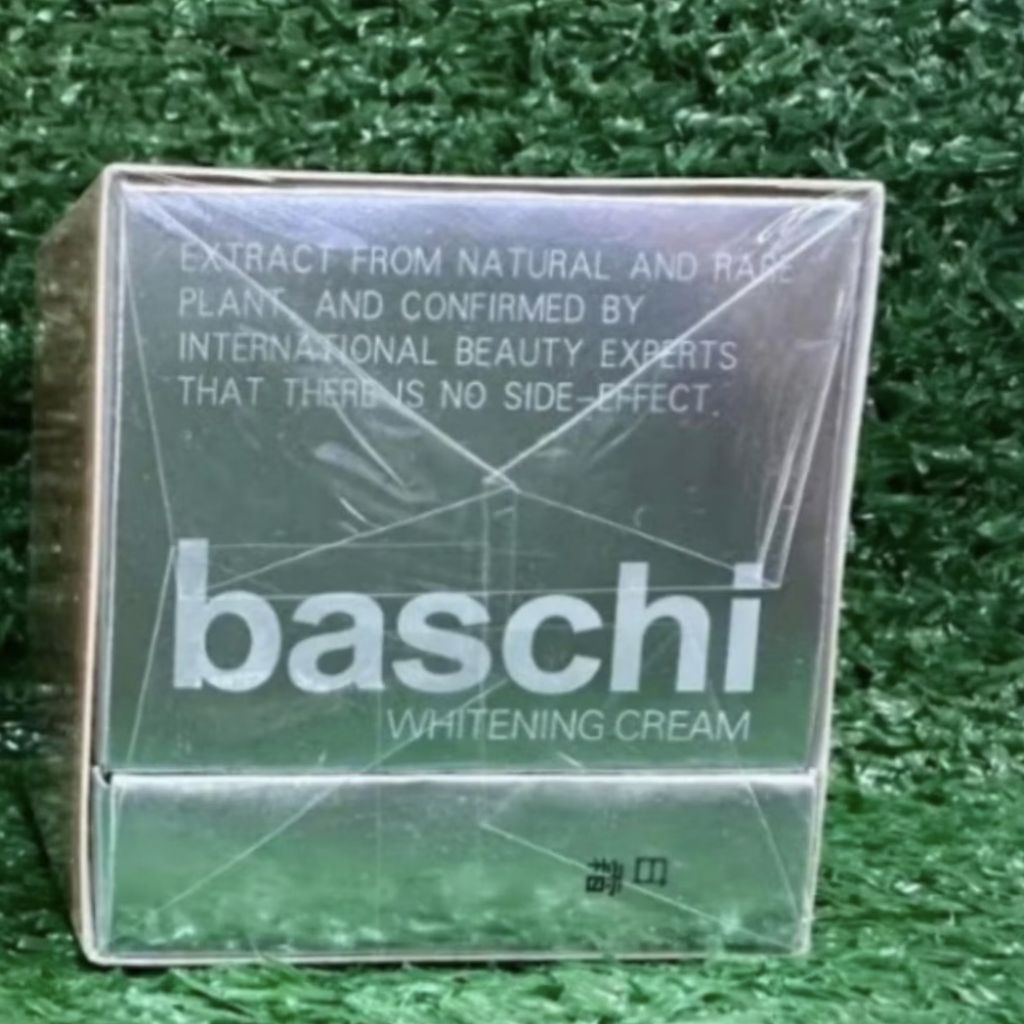 EXTRACT FROM NATURAL AND RARE
PLANT, AND CONFIRMED BY
INTERNATIONAL BEAUTY EXPERTS
THAT THERE IS NO SIDE-EFFECT.
baschi
WHITENING CREAM